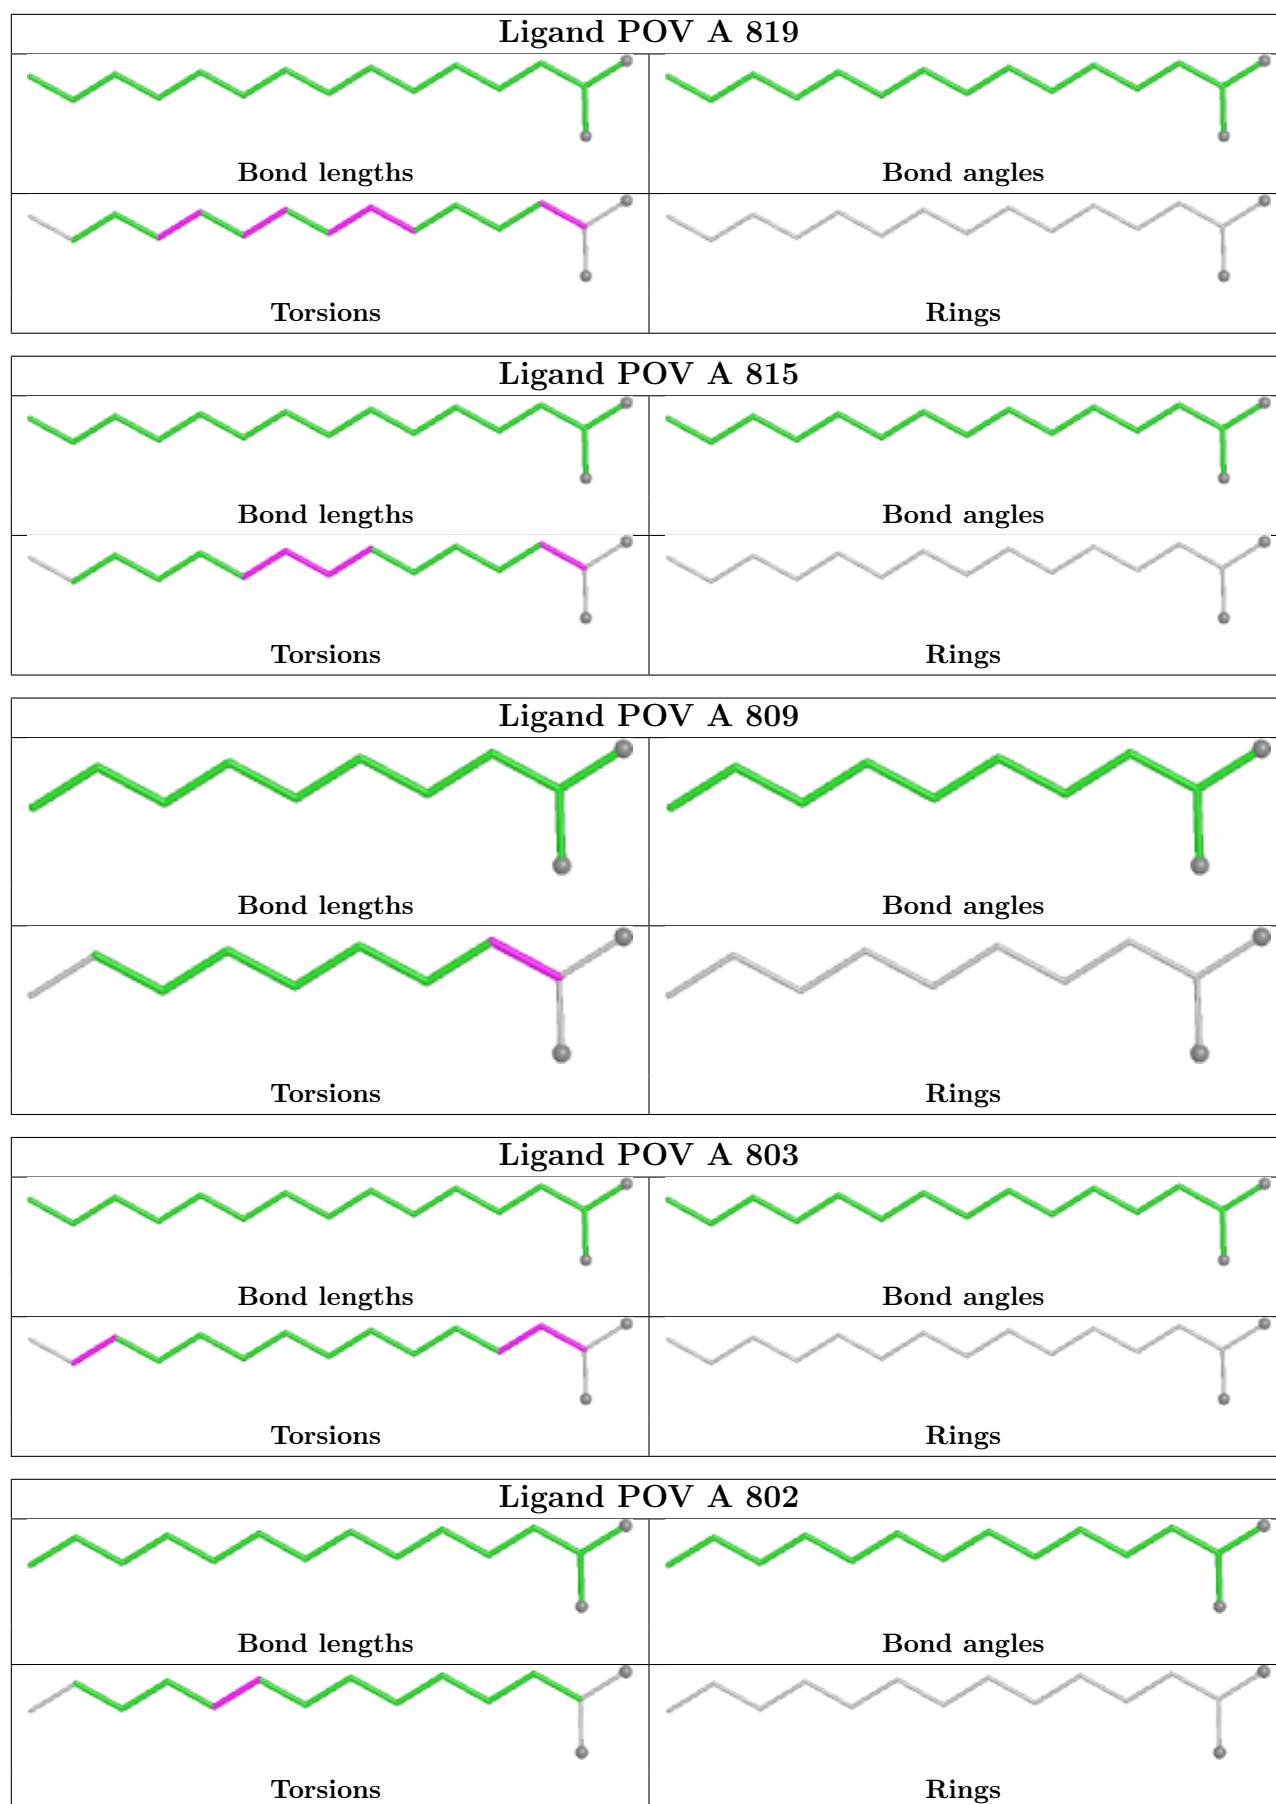 Ligand POV A 819
Bond lengths
Bond angles
Torsions
Rings
Ligand POV A 815
Bond lengths
Bond angles
Torsions
Rings
Ligand POV A 809
Bond lengths
Bond angles
Torsions
Rings
Ligand POV A 803
Bond lengths
Bond angles
Torsions
Rings
Ligand POV A 802
Bond lengths
Bond angles
Torsions
Rings